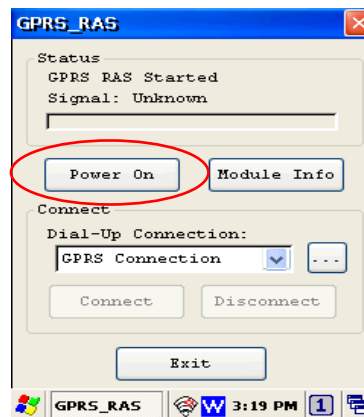 GPRS_RAS
Status
GPRS RAS Started
Signal: Unknown
Power On
Module Info
Connect
Dial-Up Connection:
GPRS Connection
...
Connect
Disconnect
Exit
GPRS_RAS W 3:19 PM 1